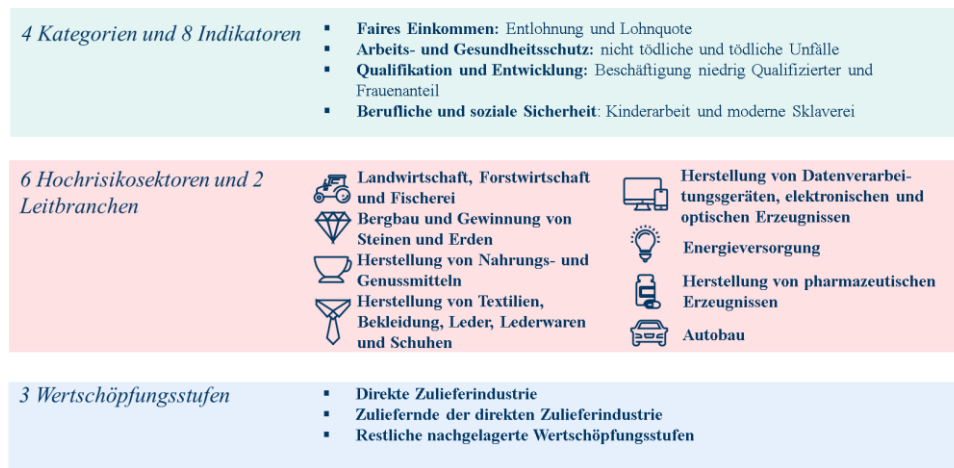 4 Kategorien und 8 Indikatoren
▪ Faires Einkommen: Entlohnung und Lohnquote
▪ Arbeits- und Gesundheitsschutz: nicht tödliche und tödliche Unfälle
▪ Qualifikation und Entwicklung: Beschäftigung niedrig Qualifizierter und
Frauenanteil
▪ Berufliche und soziale Sicherheit: Kinderarbeit und moderne Sklaverei
6 Hochrisikosektoren und 2
Leitbranchen
Landwirtschaft, Forstwirtschaft
und Fischerei
Bergbau und Gewinnung von
Steinen und Erden
Herstellung von Nahrungs- und
Genussmitteln
Herstellung von Textilien,
Bekleidung, Leder, Lederwaren
und Schuhen
Herstellung von Datenverarbei-
tungsgeräten, elektronischen und
optischen Erzeugnissen
Energieversorgung
Herstellung von pharmazeutischen
Erzeugnissen
Autobau
3 Wertschöpfungsstufen
▪ Direkte Zulieferindustrie
▪ Zuliefernde der direkten Zulieferindustrie
▪ Restliche nachgelagerte Wertschöpfungsstufen